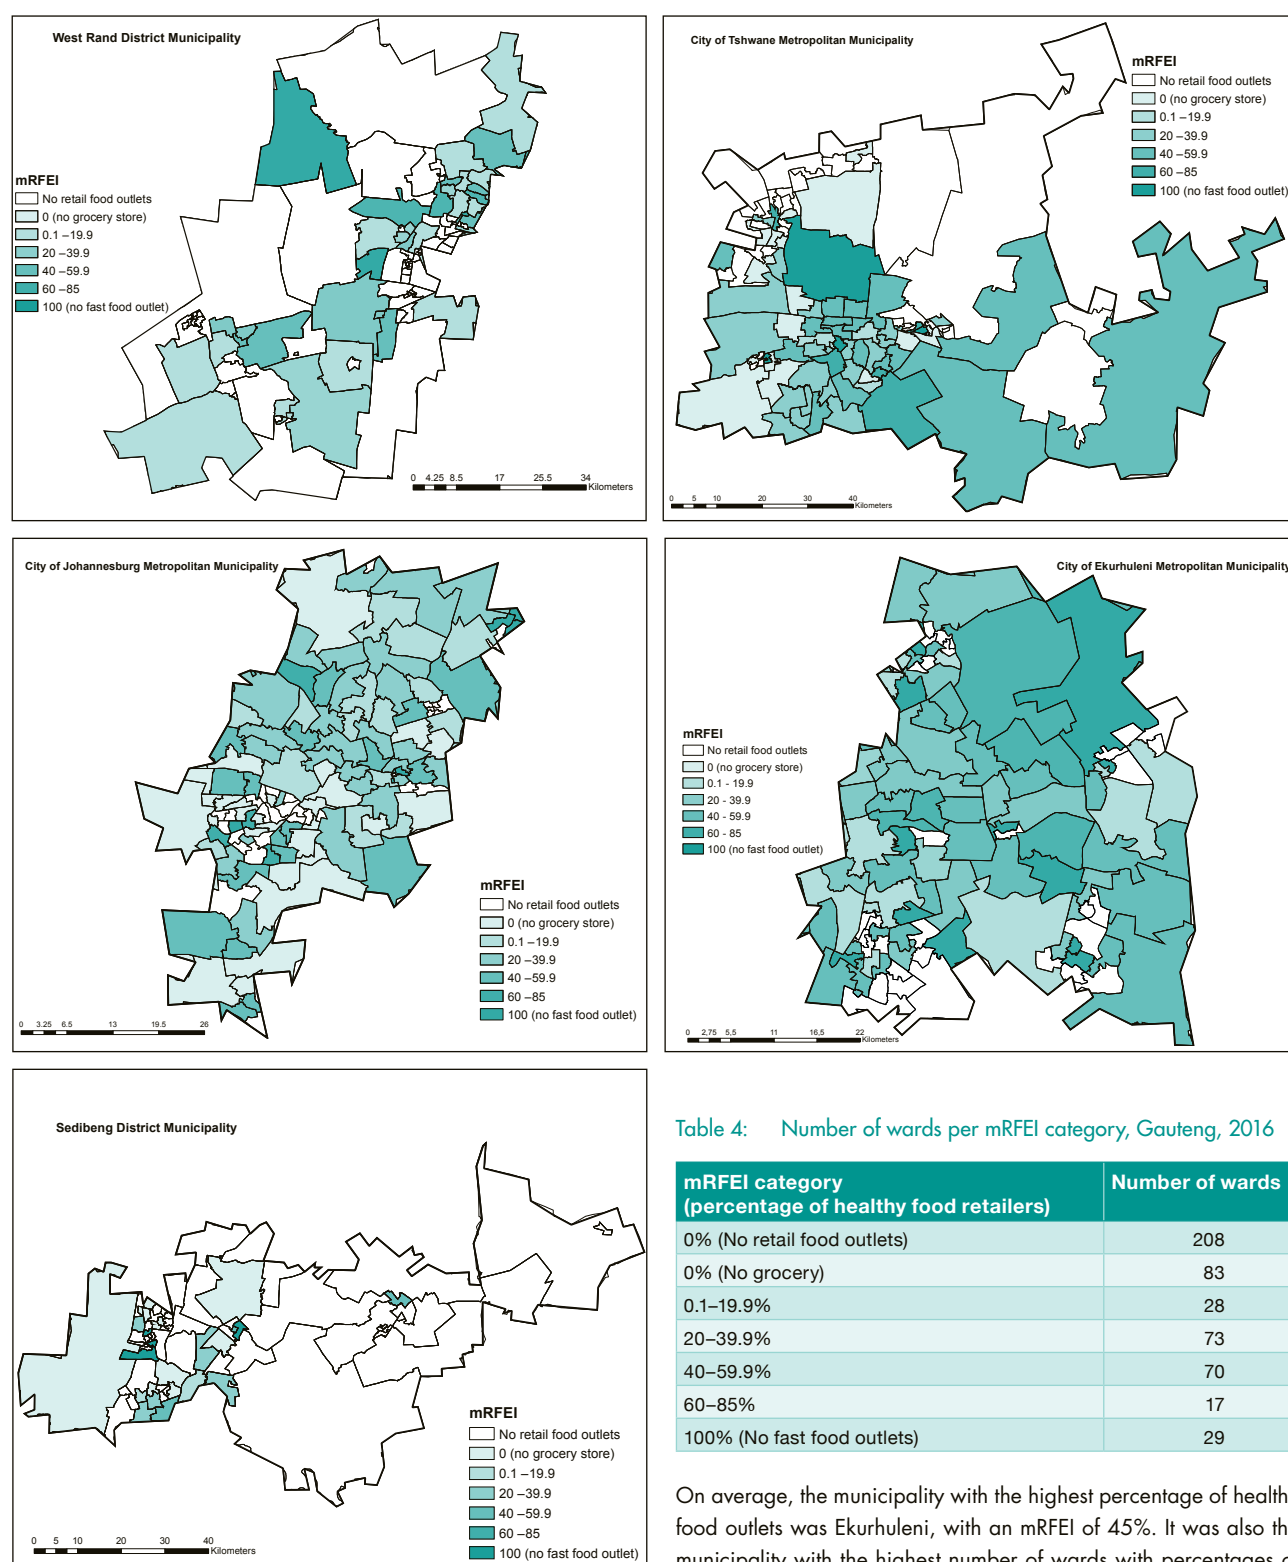 West Rand District Municipality
mRFEI
No retail food outlets
0 (no grocery store)
0.1 –19.9
20 –39.9
40 –59.9
60 –85
100 (no fast food outlet)
0 4.25 8.5 17 25.5 34
Kilometers
City of Tshwane Metropolitan Municipality
mRFEI
No retail food outlets
0 (no grocery store)
0.1 –19.9
20 –39.9
40 –59.9
60 –85
100 (no fast food outlet)
0 5 10 20 30 40
Kilometers
City of Johannesburg Metropolitan Municipality
mRFEI
No retail food outlets
0 (no grocery store)
0.1 –19.9
20 –39.9
40 –59.9
60 –85
100 (no fast food outlet)
0 3.25 6.5 13 19.5 26
City of Ekurhuleni Metropolitan Municipality
mRFEI
No retail food outlets
0 (no grocery store)
0.1 - 19.9
20 - 39.9
40 - 59.9
60 - 85
100 (no fast food outlet)
0 2,75 5,5 11 16,5 22
Kilometers
Sedibeng District Municipality
mRFEI
No retail food outlets
0 (no grocery store)
0.1 –19.9
20 –39.9
40 –59.9
60 –85
100 (no fast food outlet)
0 5 10 20 30 40
Kilometers
Table 4: Number of wards per mRFEI category, Gauteng, 2016
mRFEI category Number of wards
(percentage of healthy food retailers)
0% (No retail food outlets) 208
0% (No grocery) 83
0.1–19.9% 28
20–39.9% 73
40–59.9% 70
60–85% 17
100% (No fast food outlets) 29
On average, the municipality with the highest percentage of health
food outlets was Ekurhuleni, with an mRFEI of 45%. It was also th
municipality with the highest number of wards with percentages